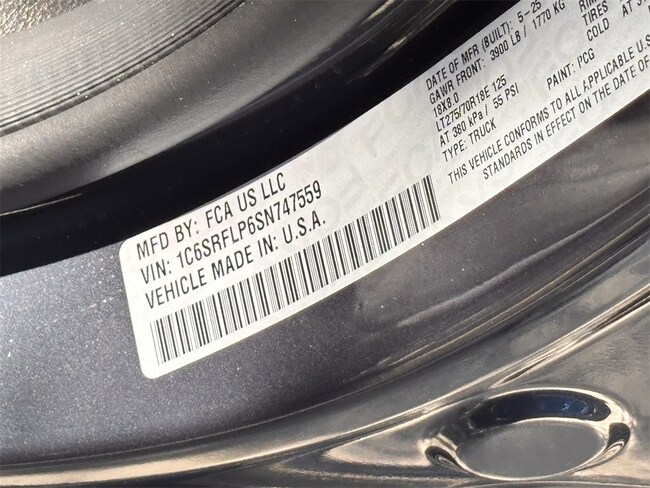 MFD BY: FCA US LLC
VIN: 1C6SRFLP6SN747559
VEHICLE MADE IN: U.S.A.
DATE OF MFR (BUILT): 5-25
GAWR FRONT: 3900 LB / 1770 KG
18X8.0
LT275/70R18E 125
AT 380 kPa / 55 PSI
TYPE: TRUCK
TIRES
COLD AT
PAINT: PCG
THIS VEHICLE CONFORMS TO ALL APPLICABLE U.S
STANDARDS IN EFFECT ON THE DATE OF